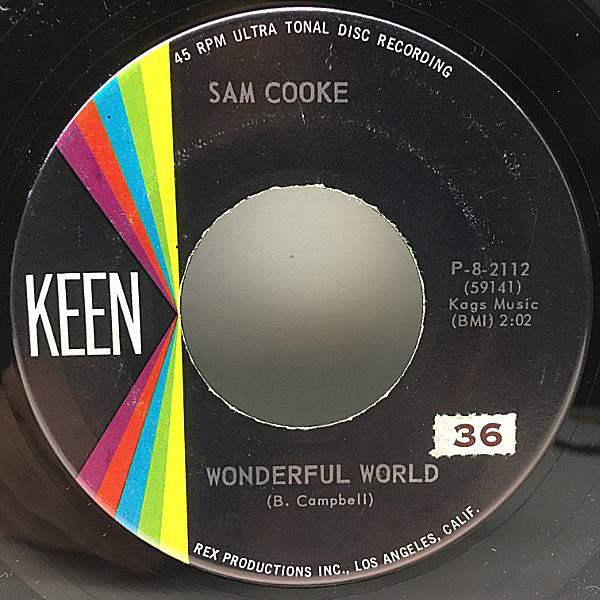 45 RPM ULTRA TONAL DISC RECORDING
SAM COOKE
KEEN
P-8-2112
(59141)
Kags Music
(BMI) 2:02
36
WONDERFUL WORLD
(B. Campbell)
REX PRODUCTIONS INC., LOS ANGELES, CALIF.